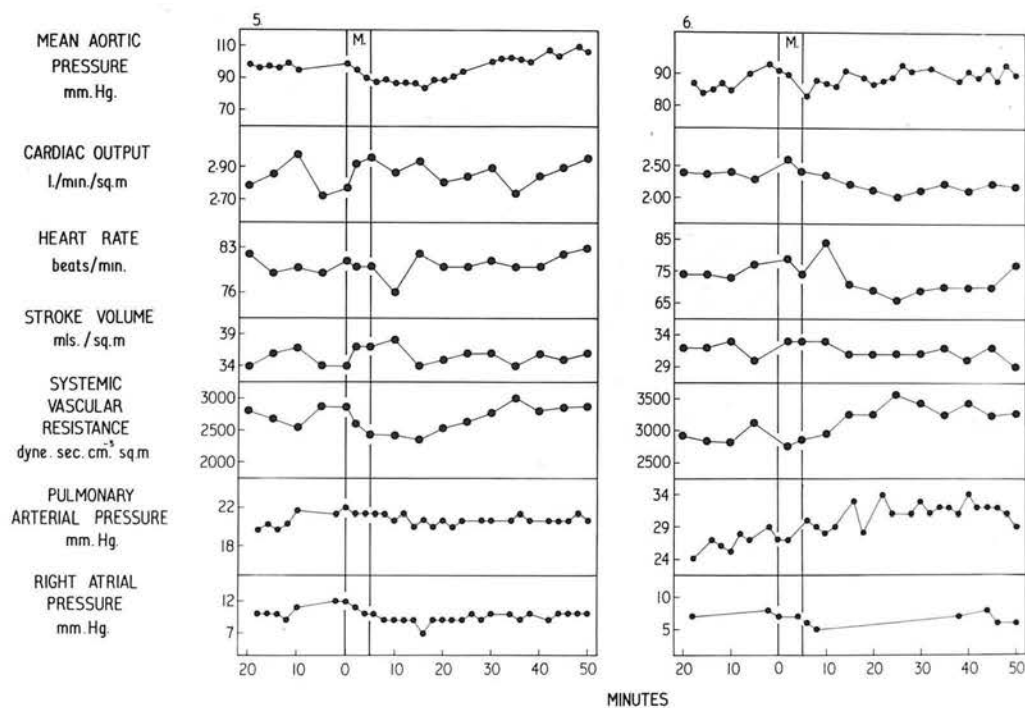 5.
6.
M.
M.
MEAN AORTIC
PRESSURE
mm. Hg.
110
90
70
90
80
CARDIAC OUTPUT
l./min./sq.m
2·90
2·70
2·50
2·00
HEART RATE
beats/min.
83
76
85
75
65
STROKE VOLUME
mls./sq.m
39
34
34
29
SYSTEMIC
VASCULAR
RESISTANCE
dyne. sec. cm⁻⁵ sq.m
3000
2500
2000
3500
3000
2500
PULMONARY
ARTERIAL PRESSURE
mm. Hg.
22
18
34
29
24
RIGHT ATRIAL
PRESSURE
mm. Hg.
12
7
10
5
20 10 0 10 20 30 40 50
20 10 0 10 20 30 40 50
MINUTES